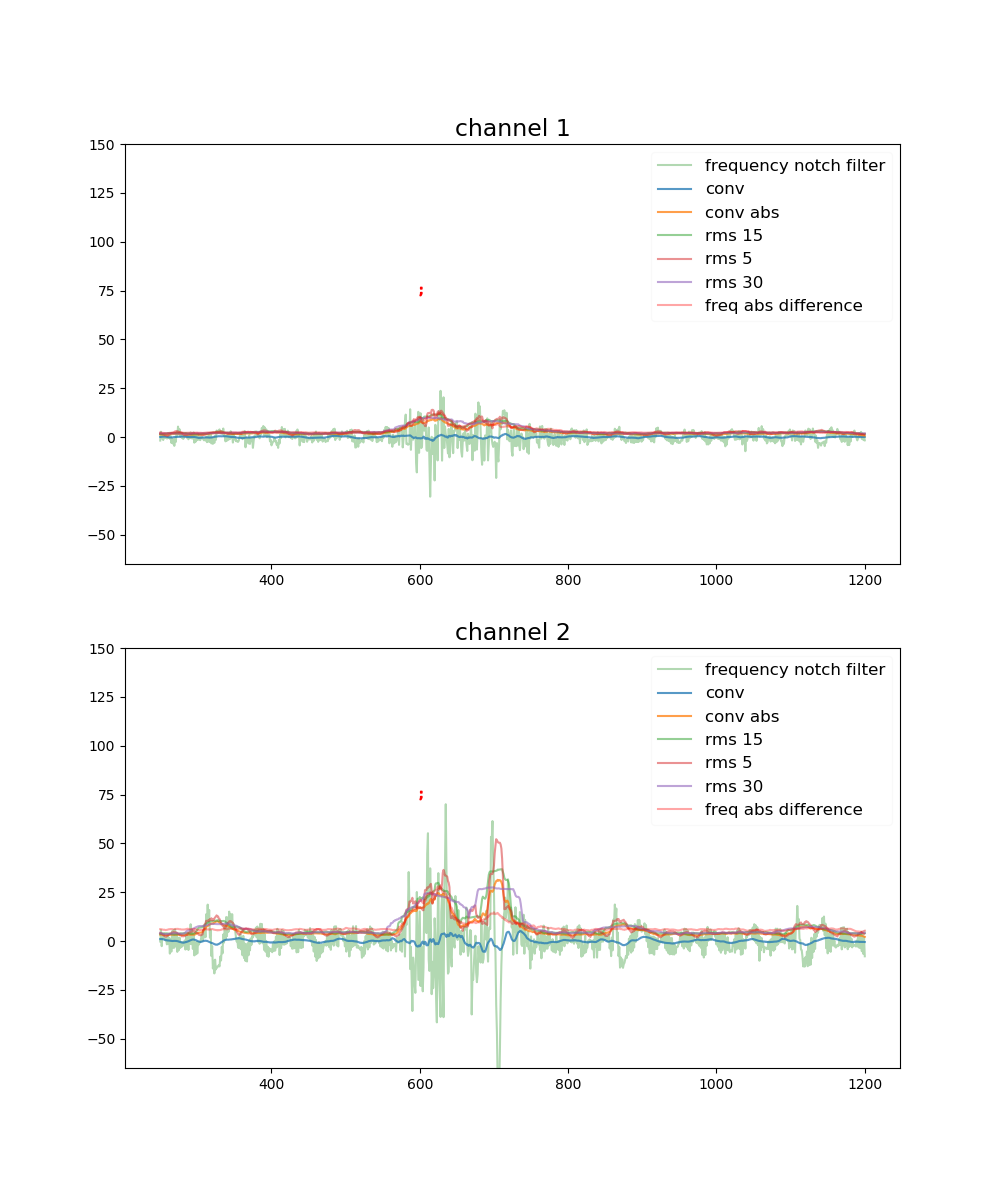 channel 1
150
125
100
75
50
25
0
−25
−50
frequency notch filter
conv
conv abs
rms 15
rms 5
rms 30
freq abs difference
;
400 600 800 1000 1200
channel 2
150
125
100
75
50
25
0
−25
−50
frequency notch filter
conv
conv abs
rms 15
rms 5
rms 30
freq abs difference
;
400 600 800 1000 1200